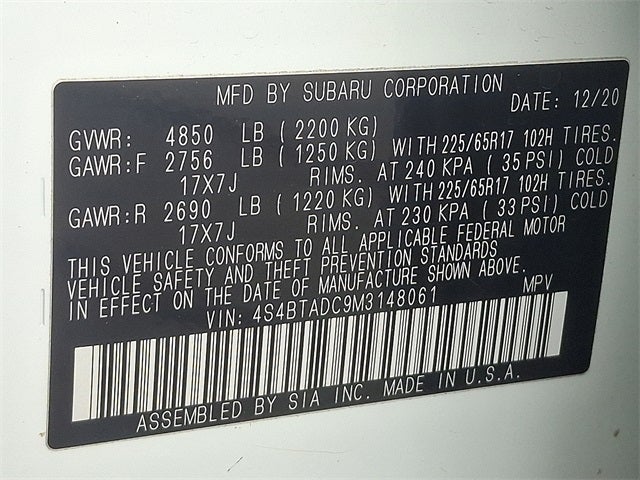 MFD BY SUBARU CORPORATION DATE: 12/20
GVWR: 4850 LB ( 2200 KG)
GAWR:F 2756 LB ( 1250 KG) WITH 225/65R17 102H TIRES.
17X7J RIMS. AT 240 KPA ( 35 PSI) COLD
GAWR:R 2690 LB ( 1220 KG) WITH 225/65R17 102H TIRES.
17X7J RIMS. AT 230 KPA ( 33 PSI) COLD
THIS VEHICLE CONFORMS TO ALL APPLICABLE FEDERAL MOTOR
VEHICLE SAFETY AND THEFT PREVENTION STANDARDS
IN EFFECT ON THE DATE OF MANUFACTURE SHOWN ABOVE.
VIN: 4S4BTADC9M3148061 MPV
ASSEMBLED BY SIA INC. MADE IN U.S.A.